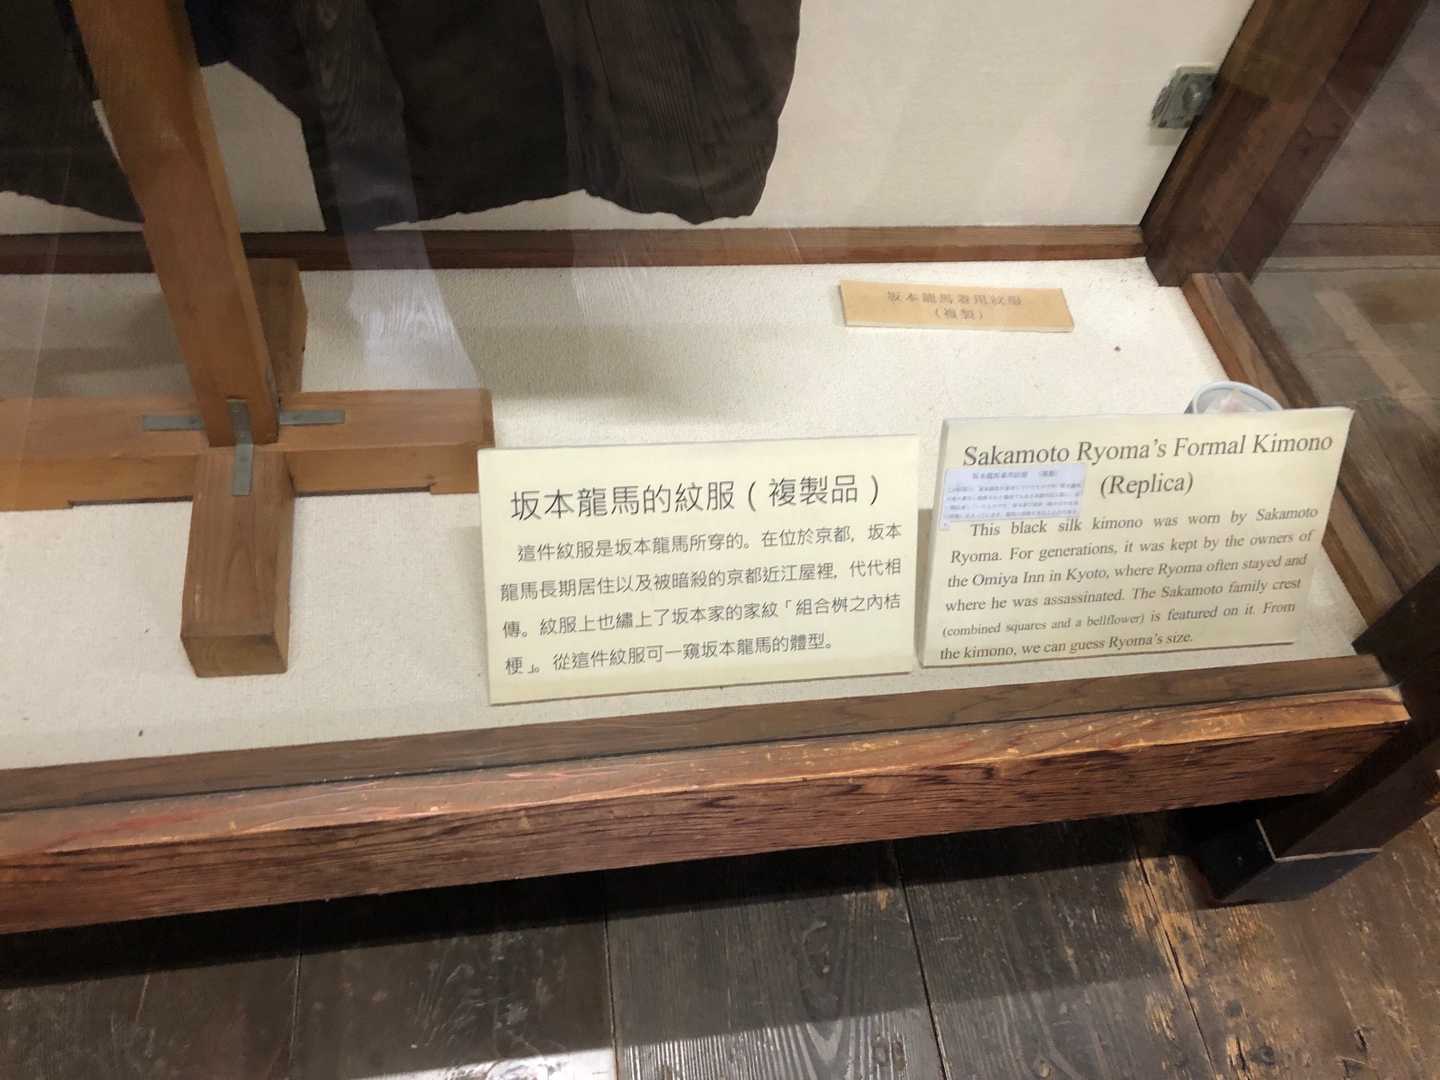 坂本龍馬着用紋服
(複製)
坂本龍馬的紋服(複製品)
這件紋服是坂本龍馬所穿的。在位於京都,坂本
龍馬長期居住以及被暗殺的京都近江屋裡,代代相
傳。紋服上也繡上了坂本家的家紋「組合桝之內桔
梗」。從這件紋服可一窺坂本龍馬的體型。
Sakamoto Ryoma's Formal Kimono
(Replica)
This black silk kimono was worn by Sakamoto
Ryoma. For generations, it was kept by the owners of
the Omiya Inn in Kyoto, where Ryoma often stayed and
where he was assassinated. The Sakamoto family crest
(combined squares and a bellflower) is featured on it. From
the kimono, we can guess Ryoma's size.